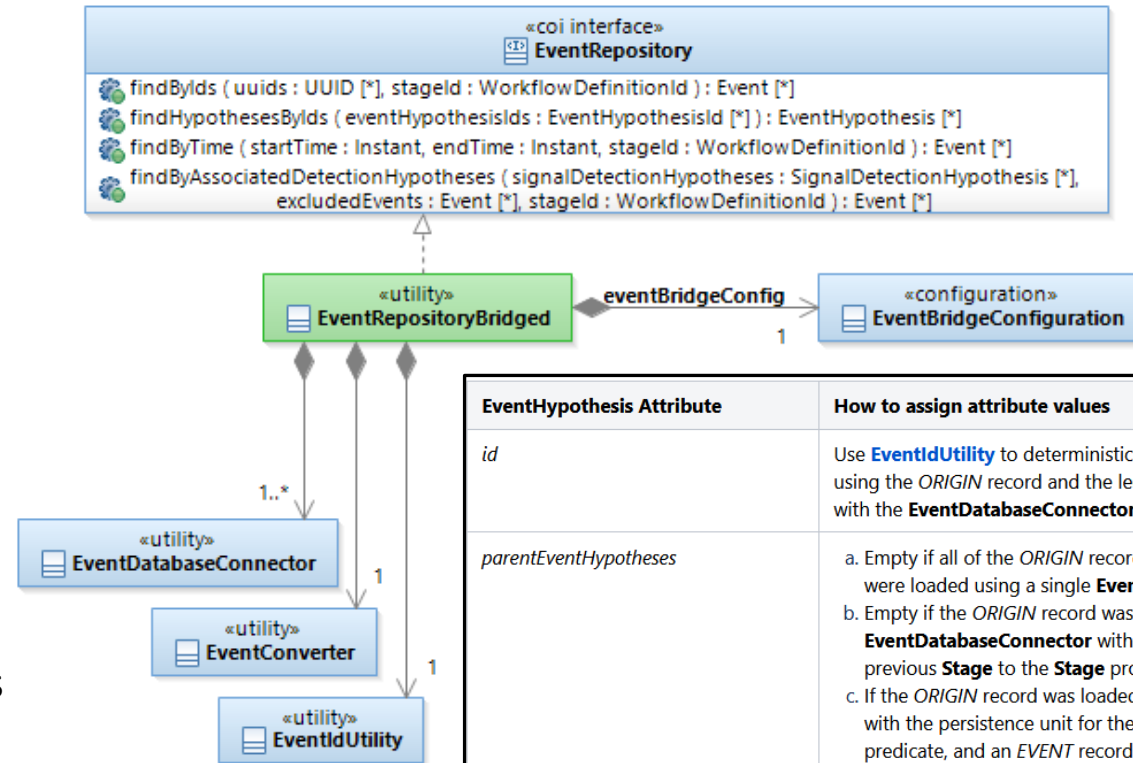 «coi interface»
EventRepository
findByIds ( uuids : UUID [*], stageId : WorkflowDefinitionId ) : Event [*]
findHypothesesByIds ( eventHypothesisIds : EventHypothesisId [*] ) : EventHypothesis [*]
findByTime ( startTime : Instant, endTime : Instant, stageId : WorkflowDefinitionId ) : Event [*]
findByAssociatedDetectionHypotheses ( signalDetectionHypotheses : SignalDetectionHypothesis [*],
excludedEvents : Event [*], stageId : WorkflowDefinitionId ) : Event [*]
«utility»
EventRepositoryBridged
eventBridgeConfig
1
«configuration»
EventBridgeConfiguration
1..*
«utility»
EventDatabaseConnector
1
«utility»
EventConverter
1
«utility»
EventIdUtility
s
EventHypothesis Attribute
How to assign attribute values
id
Use EventIdUtility to deterministic
using the ORIGIN record and the le
with the EventDatabaseConnector
parentEventHypotheses
a. Empty if all of the ORIGIN recor
were loaded using a single Ever
b. Empty if the ORIGIN record was
EventDatabaseConnector with
previous Stage to the Stage pro
c. If the ORIGIN record was loaded
with the persistence unit for the
predicate, and an EVENT record